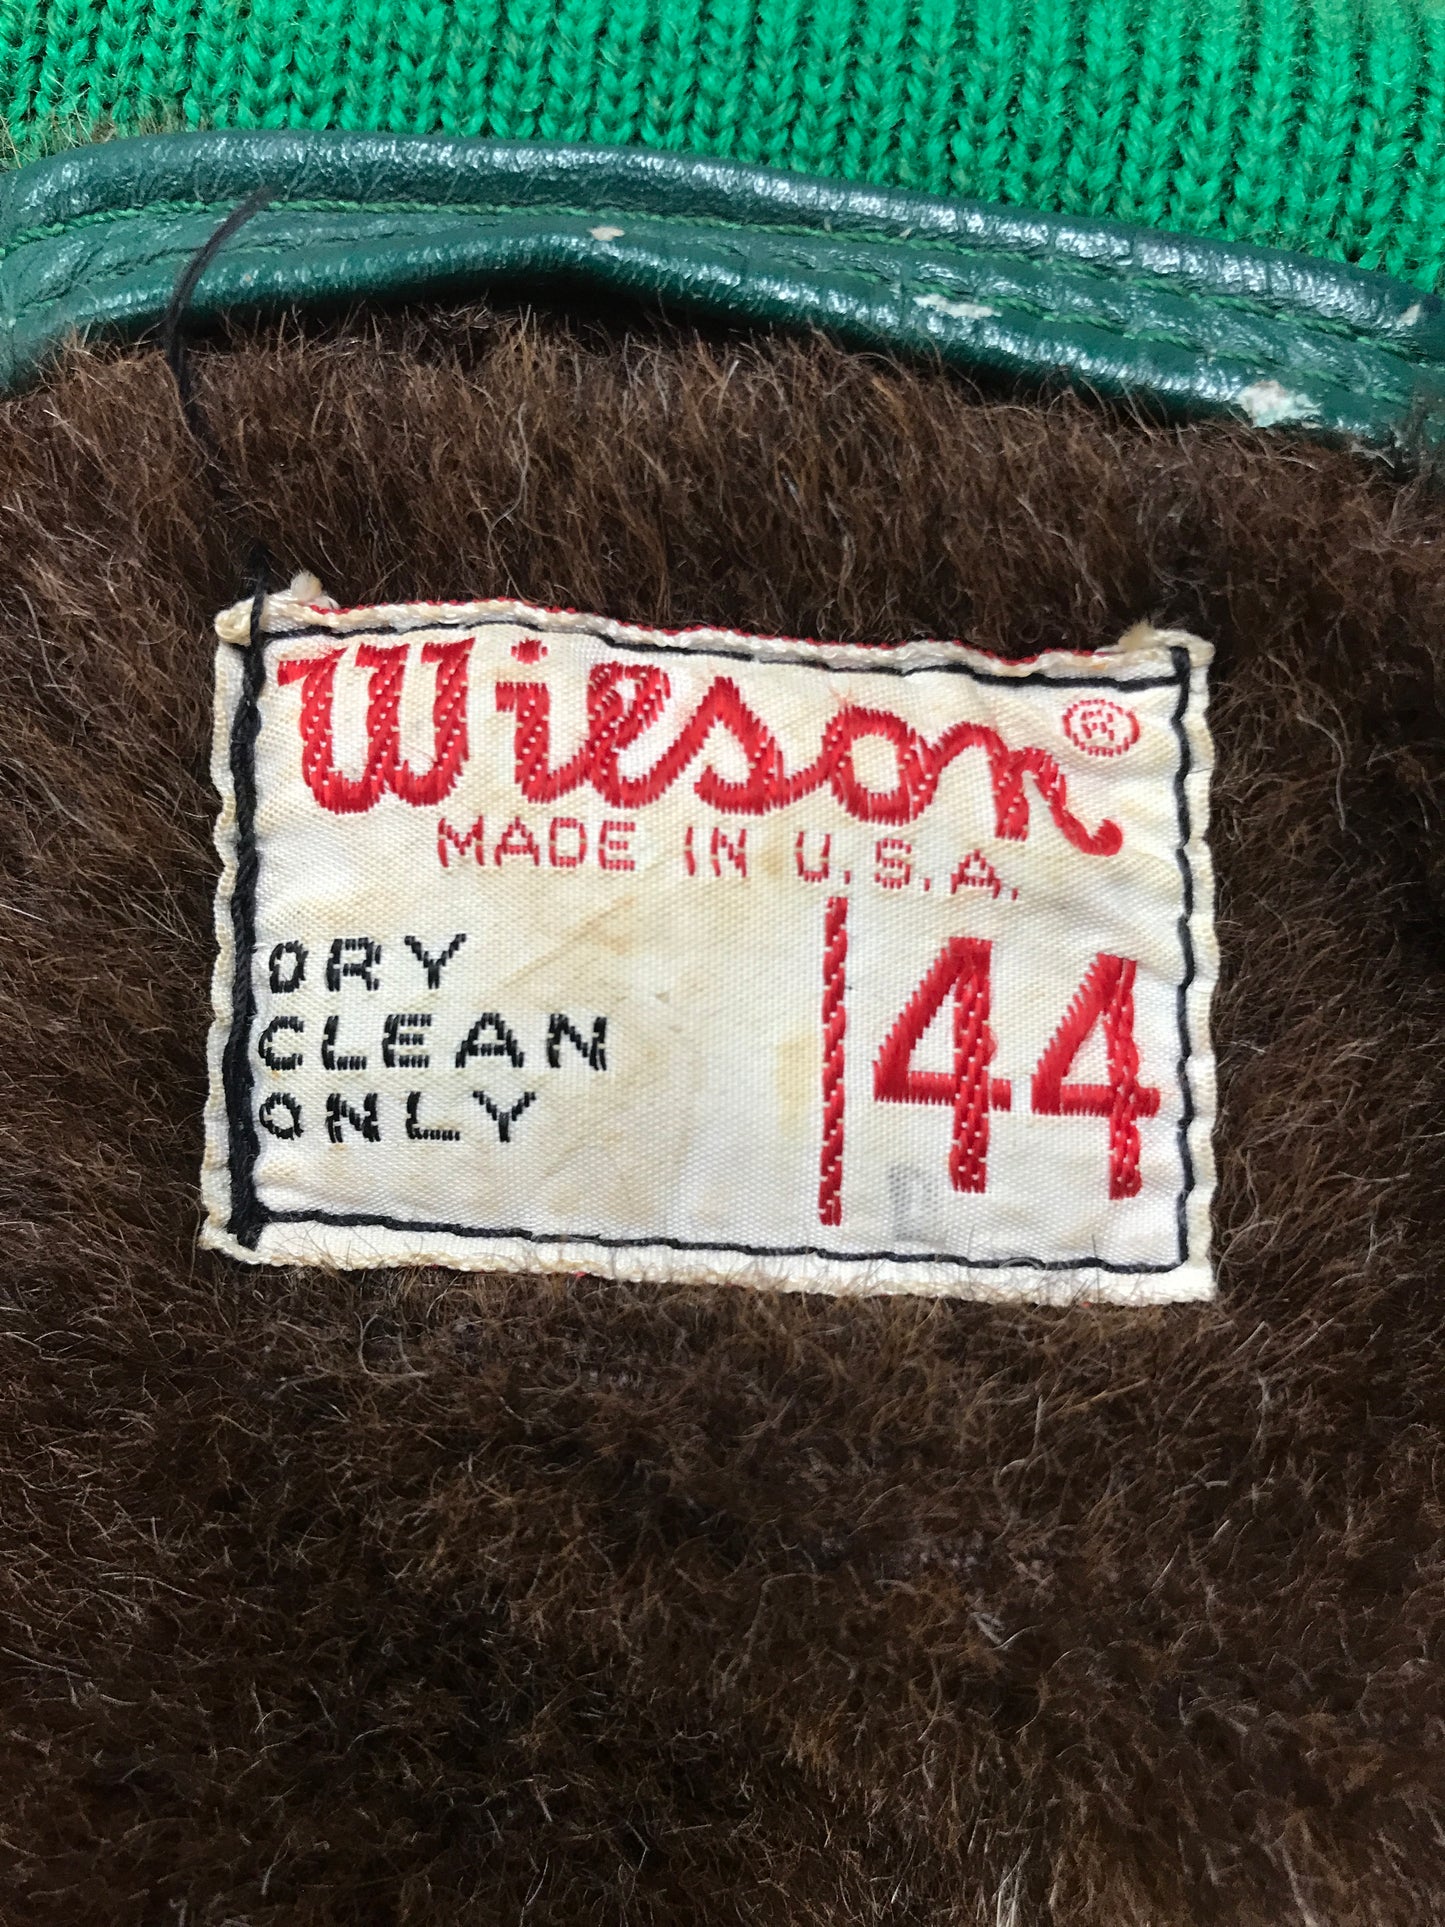 Wilson ®
MADE IN U.S.A.
DRY
CLEAN
ONLY
44
L